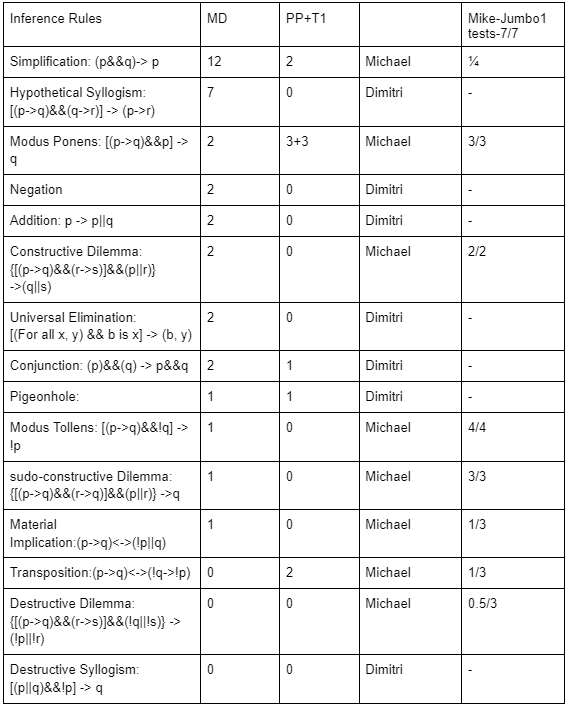 Inference Rules MD PP+T1 Mike-Jumbo1
tests-7/7
Simplification: (p&&q)-> p 12 2 Michael ¼
Hypothetical Syllogism: 7 0 Dimitri -
[(p->q)&&(q->r)] -> (p->r)
Modus Ponens: [(p->q)&&p] -> 2 3+3 Michael 3/3
q
Negation 2 0 Dimitri -
Addition: p -> p||q 2 0 Dimitri -
Constructive Dilemma: 2 0 Michael 2/2
{[(p->q)&&(r->s)]&&(p||r)}
->(q||s)
Universal Elimination: 2 0 Dimitri -
[(For all x, y) && b is x] -> (b, y)
Conjunction: (p)&&(q) -> p&&q 2 1 Dimitri -
Pigeonhole: 1 1 Dimitri -
Modus Tollens: [(p->q)&&!q] -> 1 0 Michael 4/4
!p
sudo-constructive Dilemma: 1 0 Michael 3/3
{[(p->q)&&(r->q)]&&(p||r)} ->q
Material 1 0 Michael 1/3
Implication:(p->q)<->(!p||q)
Transposition:(p->q)<->(!q->!p) 0 2 Michael 1/3
Destructive Dilemma: 0 0 Michael 0.5/3
{[(p->q)&&(r->s)]&&(!q||!s)} ->
(!p||!r)
Destructive Syllogism: 0 0 Dimitri -
[(p||q)&&!p] -> q